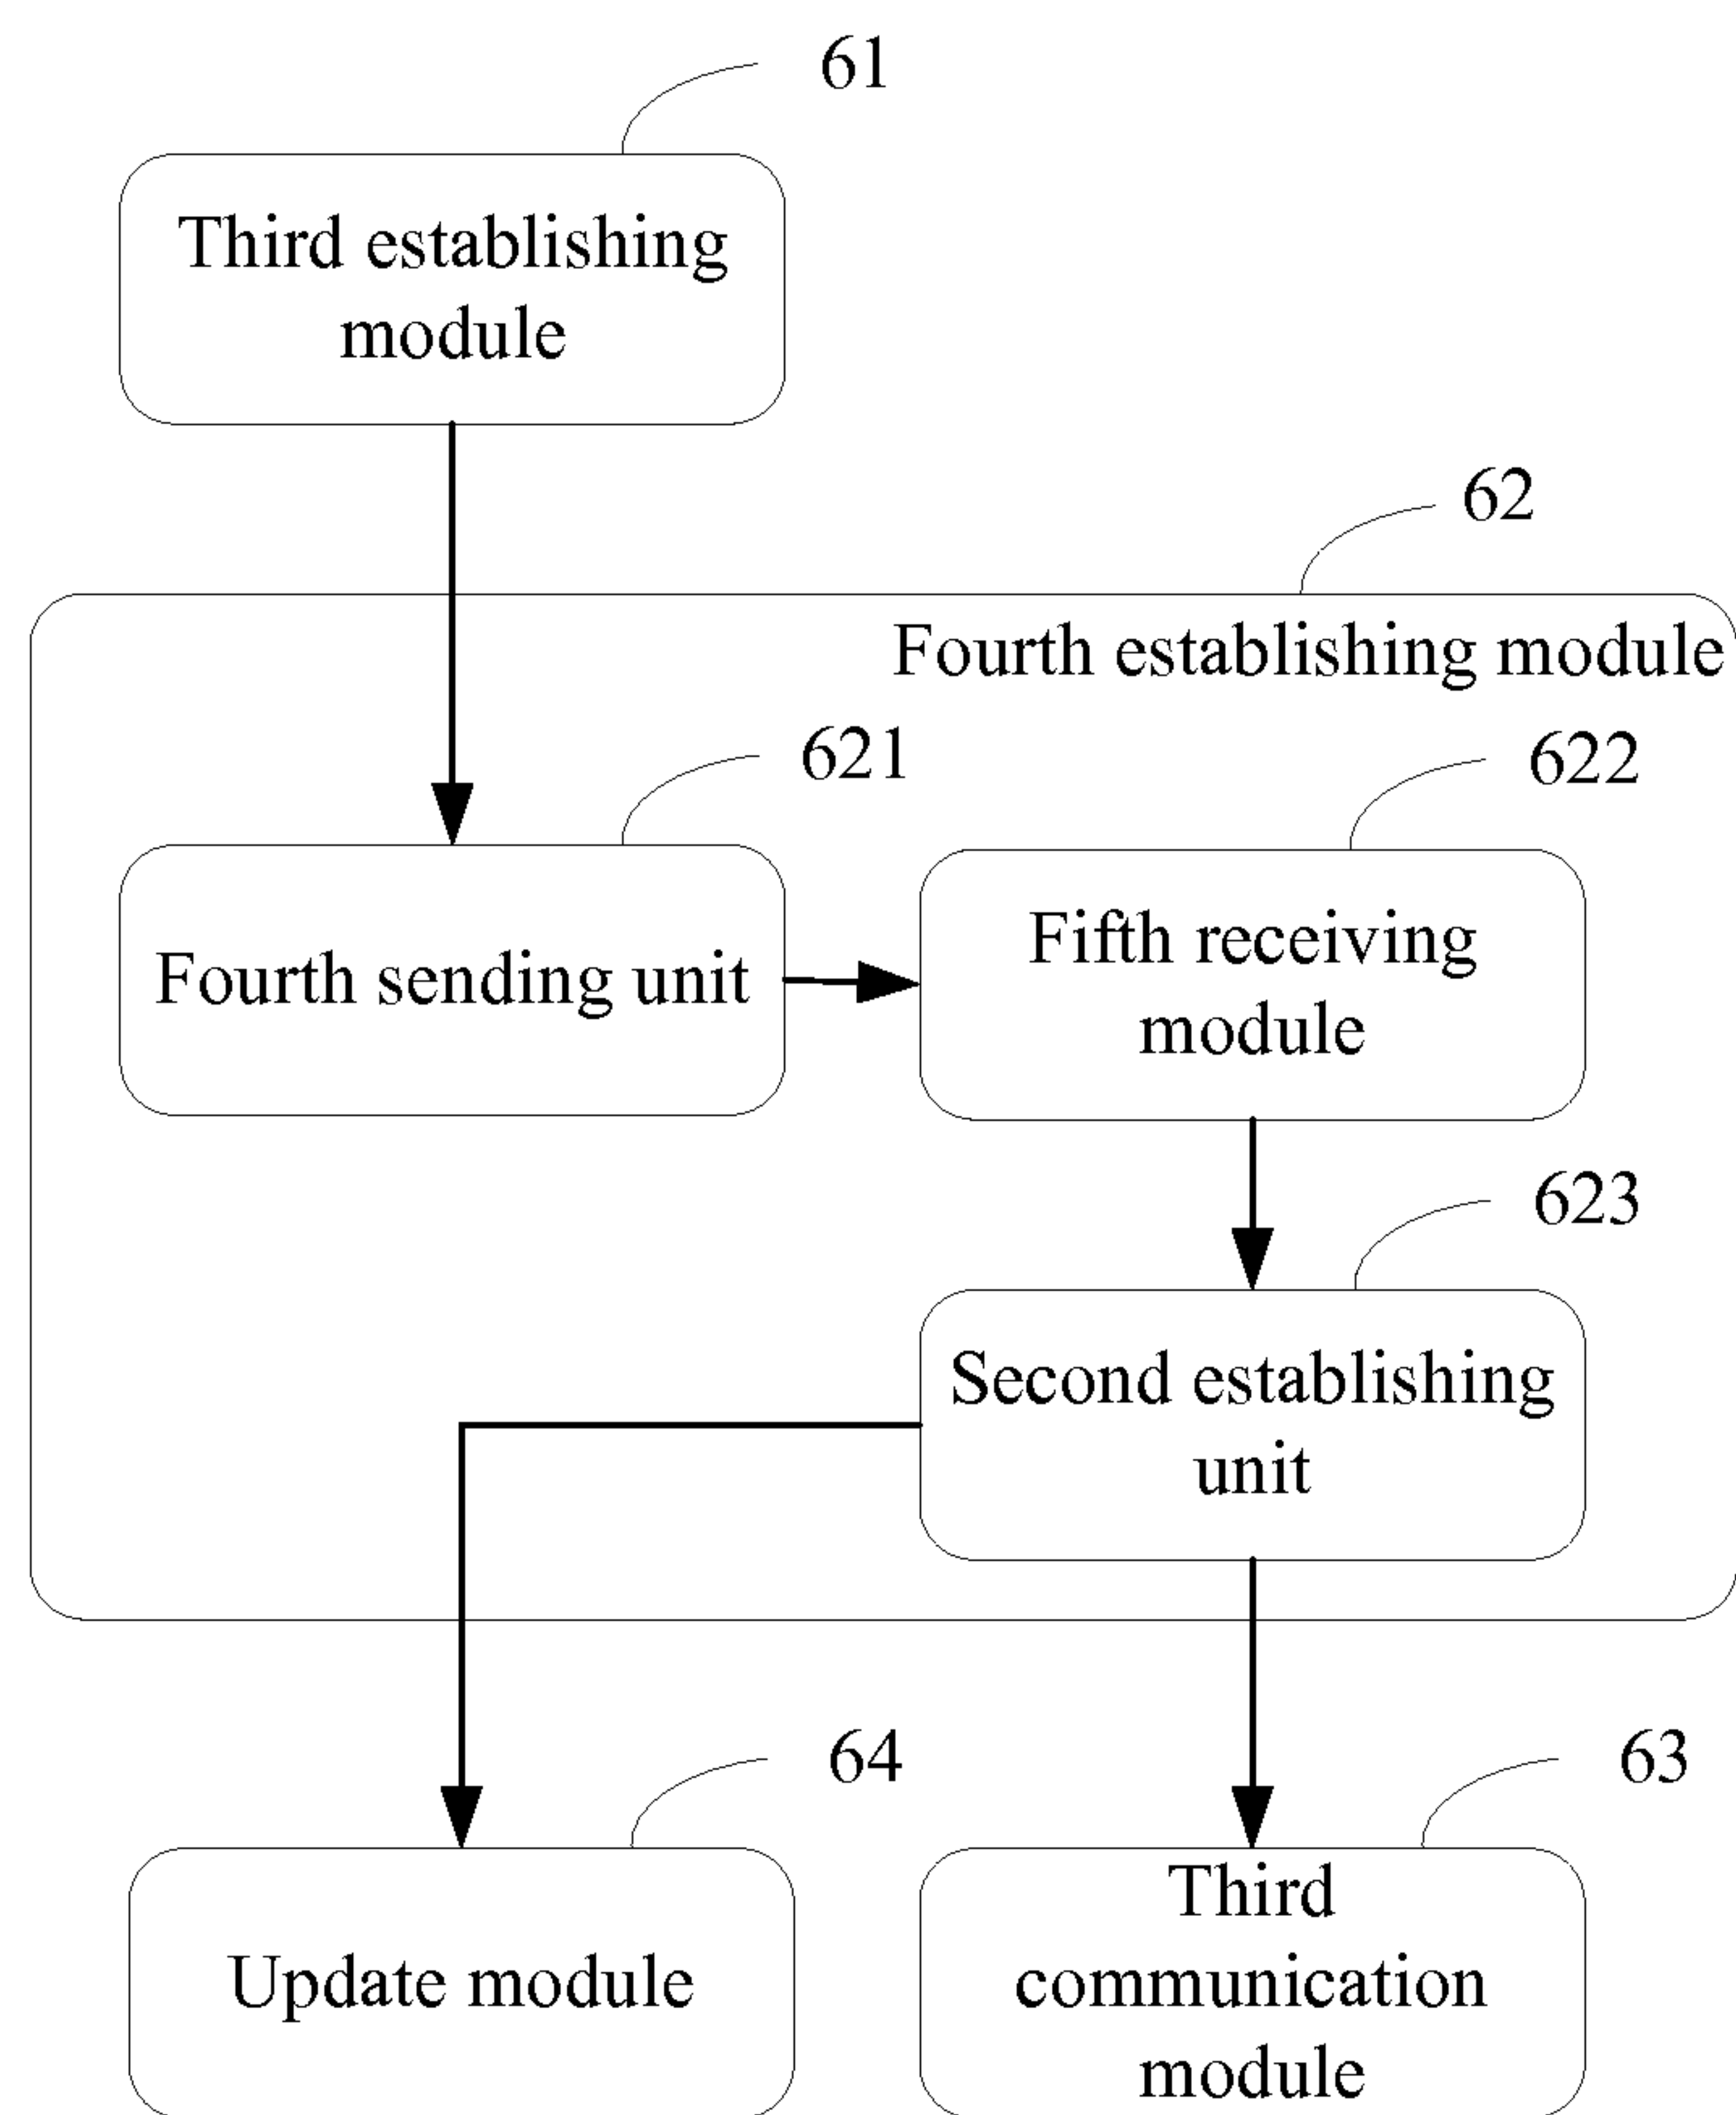 61
Third establishing
module
62
Fourth establishing module
621
622
Fourth sending unit
Fifth receiving
module
623
Second establishing
unit
64
63
Update module
Third
communication
module